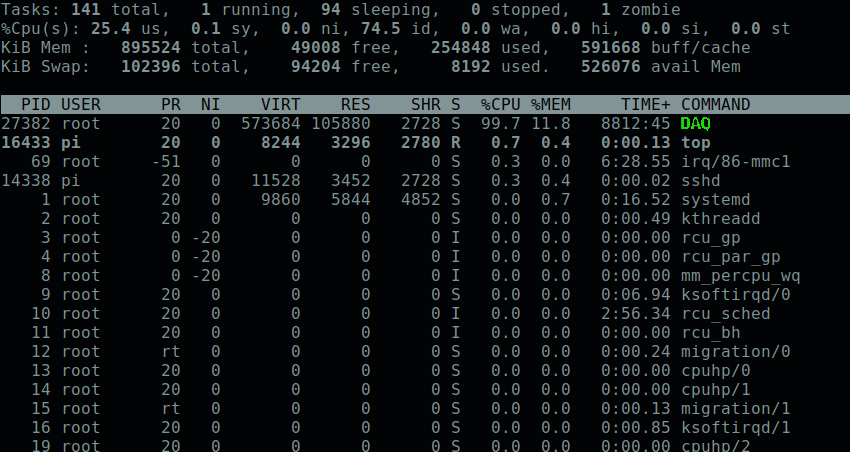 Tasks: 141 total, 1 running, 94 sleeping, 0 stopped, 1 zombie
%Cpu(s): 25.4 us, 0.1 sy, 0.0 ni, 74.5 id, 0.0 wa, 0.0 hi, 0.0 si, 0.0 st
KiB Mem : 895524 total, 49008 free, 254848 used, 591668 buff/cache
KiB Swap: 102396 total, 94204 free, 8192 used. 526076 avail Mem
PID USER PR NI VIRT RES SHR S %CPU %MEM TIME+ COMMAND
27382 root 20 0 573684 105880 2728 S 99.7 11.8 8812:45 DAQ
16433 pi 20 0 8244 3296 2780 R 0.7 0.4 0:00.13 top
69 root -51 0 0 0 0 S 0.3 0.0 6:28.55 irq/86-mmc1
14338 pi 20 0 11528 3452 2728 S 0.3 0.4 0:00.02 sshd
1 root 20 0 9860 5844 4852 S 0.0 0.7 0:16.52 systemd
2 root 20 0 0 0 0 S 0.0 0.0 0:00.49 kthreadd
3 root 0 -20 0 0 0 I 0.0 0.0 0:00.00 rcu_gp
4 root 0 -20 0 0 0 I 0.0 0.0 0:00.00 rcu_par_gp
8 root 0 -20 0 0 0 I 0.0 0.0 0:00.00 mm_percpu_wq
9 root 20 0 0 0 0 S 0.0 0.0 0:06.94 ksoftirqd/0
10 root 20 0 0 0 0 I 0.0 0.0 2:56.34 rcu_sched
11 root 20 0 0 0 0 I 0.0 0.0 0:00.00 rcu_bh
12 root rt 0 0 0 0 S 0.0 0.0 0:00.24 migration/0
13 root 20 0 0 0 0 S 0.0 0.0 0:00.00 cpuhp/0
14 root 20 0 0 0 0 S 0.0 0.0 0:00.00 cpuhp/1
15 root rt 0 0 0 0 S 0.0 0.0 0:00.13 migration/1
16 root 20 0 0 0 0 S 0.0 0.0 0:00.85 ksoftirqd/1
19 root 20 0 0 0 0 S 0.0 0.0 0:00.00 cpuhp/2